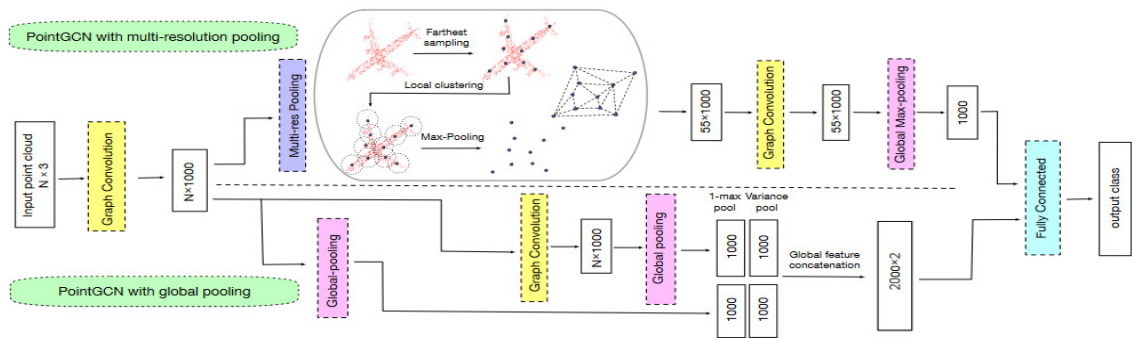 PointGCN with multi-resolution pooling
Input point cloud
N × 3
Graph Convolution
N×1000
Multi-res Pooling
Farthest
sampling
Local clustering
Max-Pooling
55×1000
Graph Convolution
55×1000
Global Max-pooling
1000
Fully Connected
output class
PointGCN with global pooling
Global-pooling
Graph Convolution
N×1000
Global pooling
1-max
pool
Variance
pool
1000
1000
1000
1000
Global feature
concatenation
2000×2